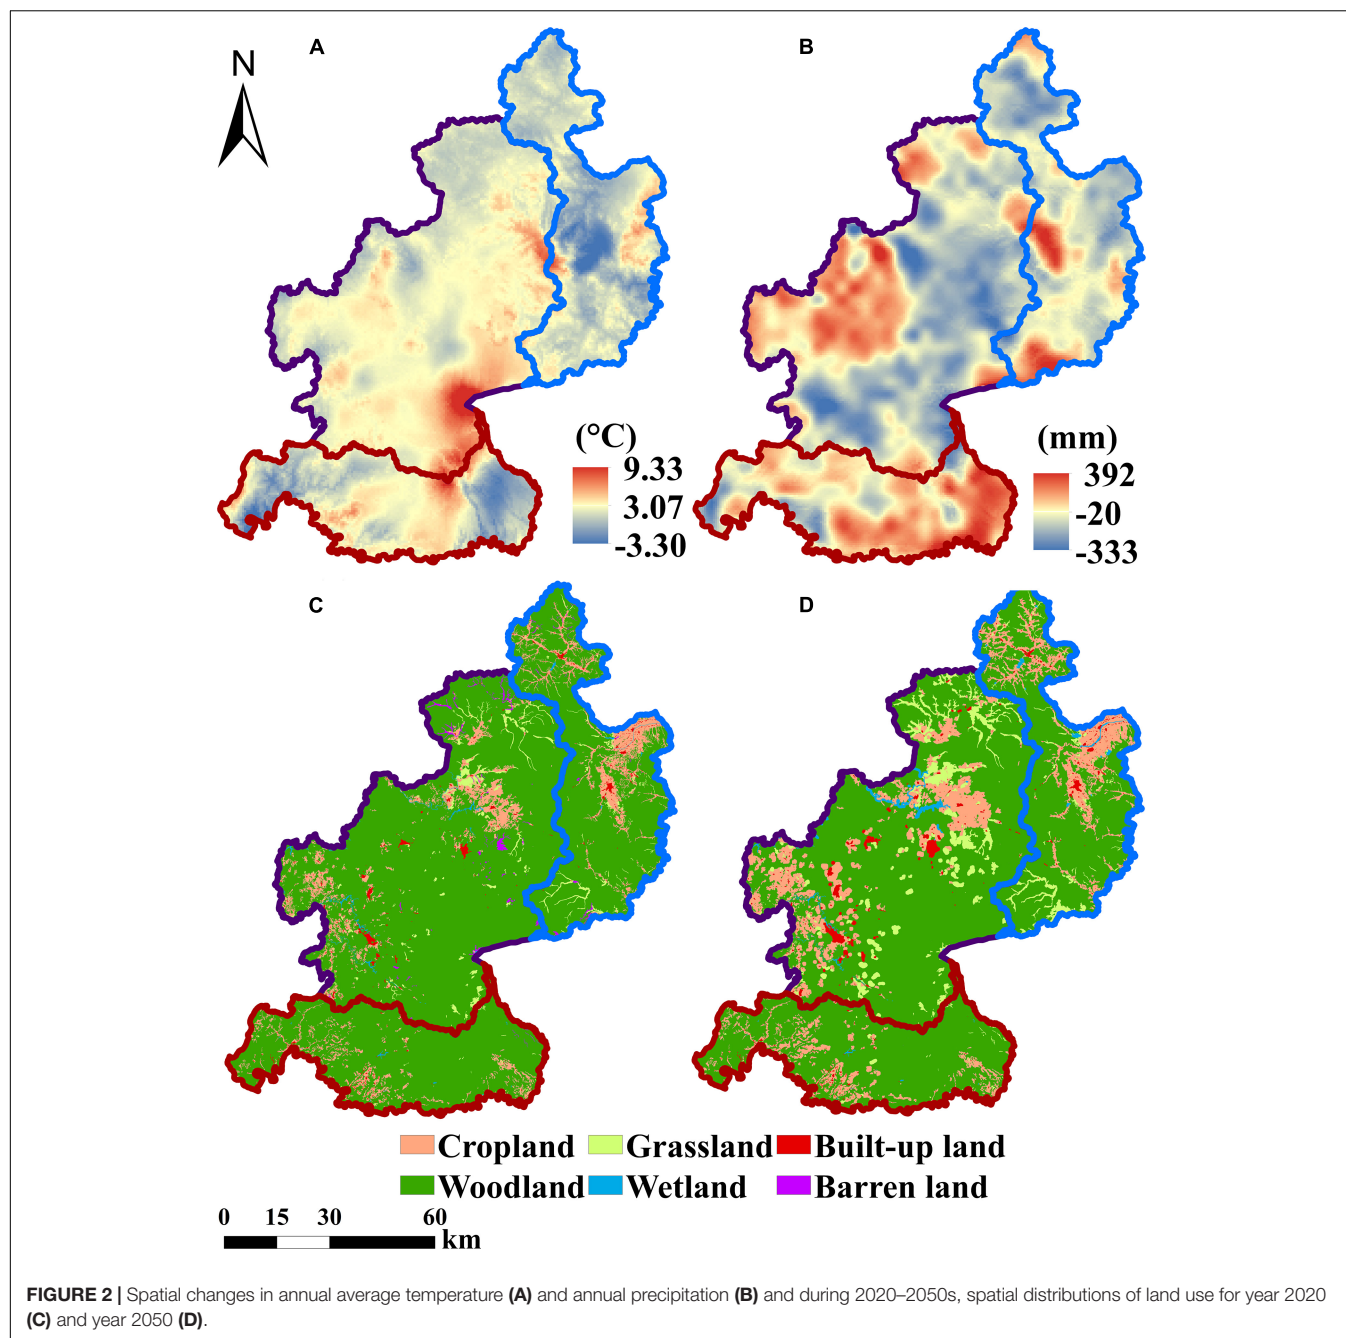 A
B
N
(°C)
9.33
3.07
-3.30
(mm)
392
-20
-333
C
D
Cropland Grassland Built-up land
Woodland Wetland Barren land
0 15 30 60
km
FIGURE 2 | Spatial changes in annual average temperature (A) and annual precipitation (B) and during 2020–2050s, spatial distributions of land use for year 2020
(C) and year 2050 (D).